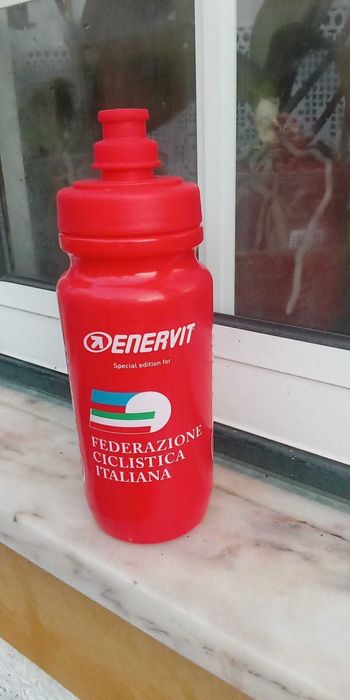 ENERVIT
Special edition for
FEDERAZIONE
CICLISTICA
ITALIANA